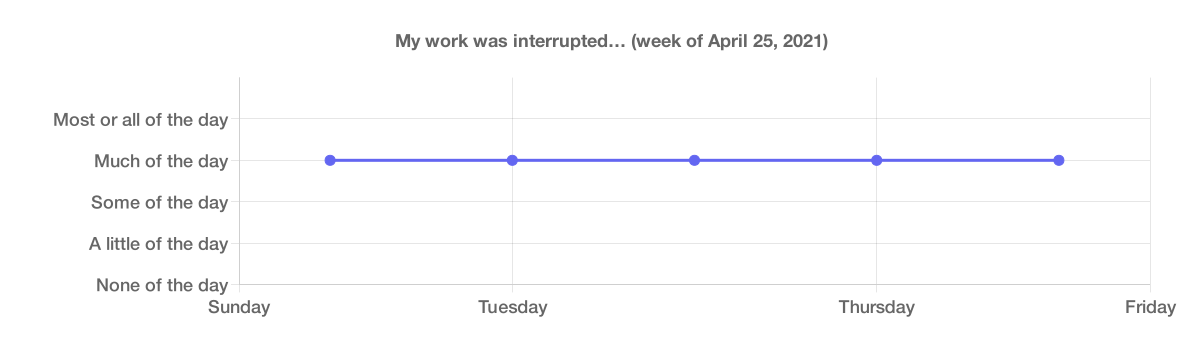 My work was interrupted… (week of April 25, 2021)
Most or all of the day
Much of the day
Some of the day
A little of the day
None of the day
Sunday Tuesday Thursday Friday